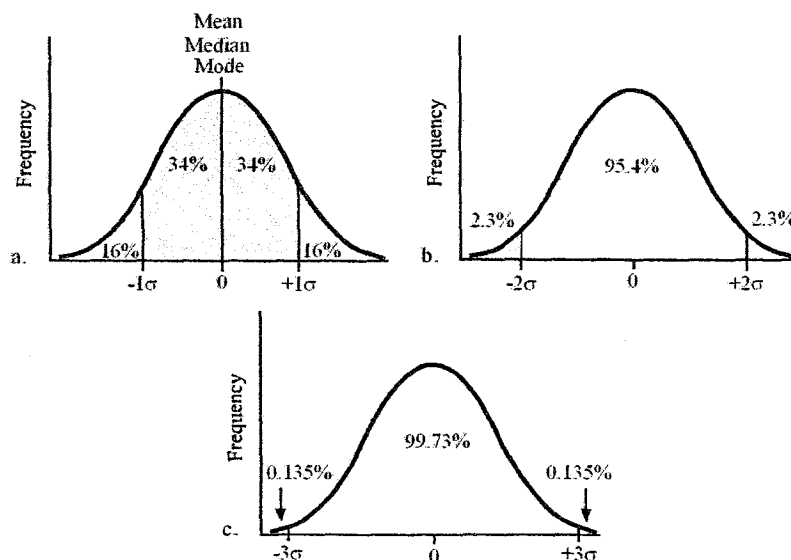 Mean
Median
Mode
Frequency
34% 34%
16% 16%
a.
-1σ 0 +1σ
Frequency
95.4%
2.3% 2.3%
b.
-2σ 0 +2σ
Frequency
99.73%
0.135% 0.135%
c.
-3σ 0 +3σ